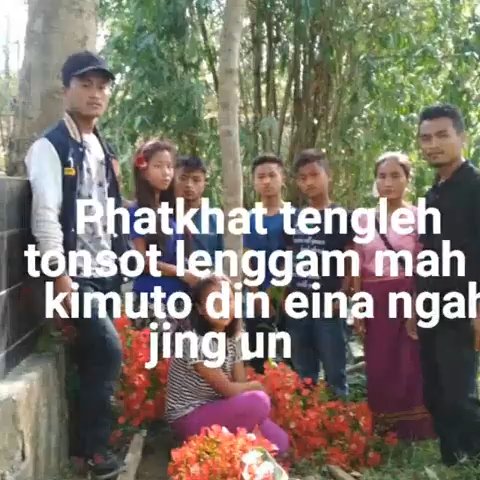 Phatkhat tengleh
tonsot lenggam mah
kimuto din eina ngah
jing un